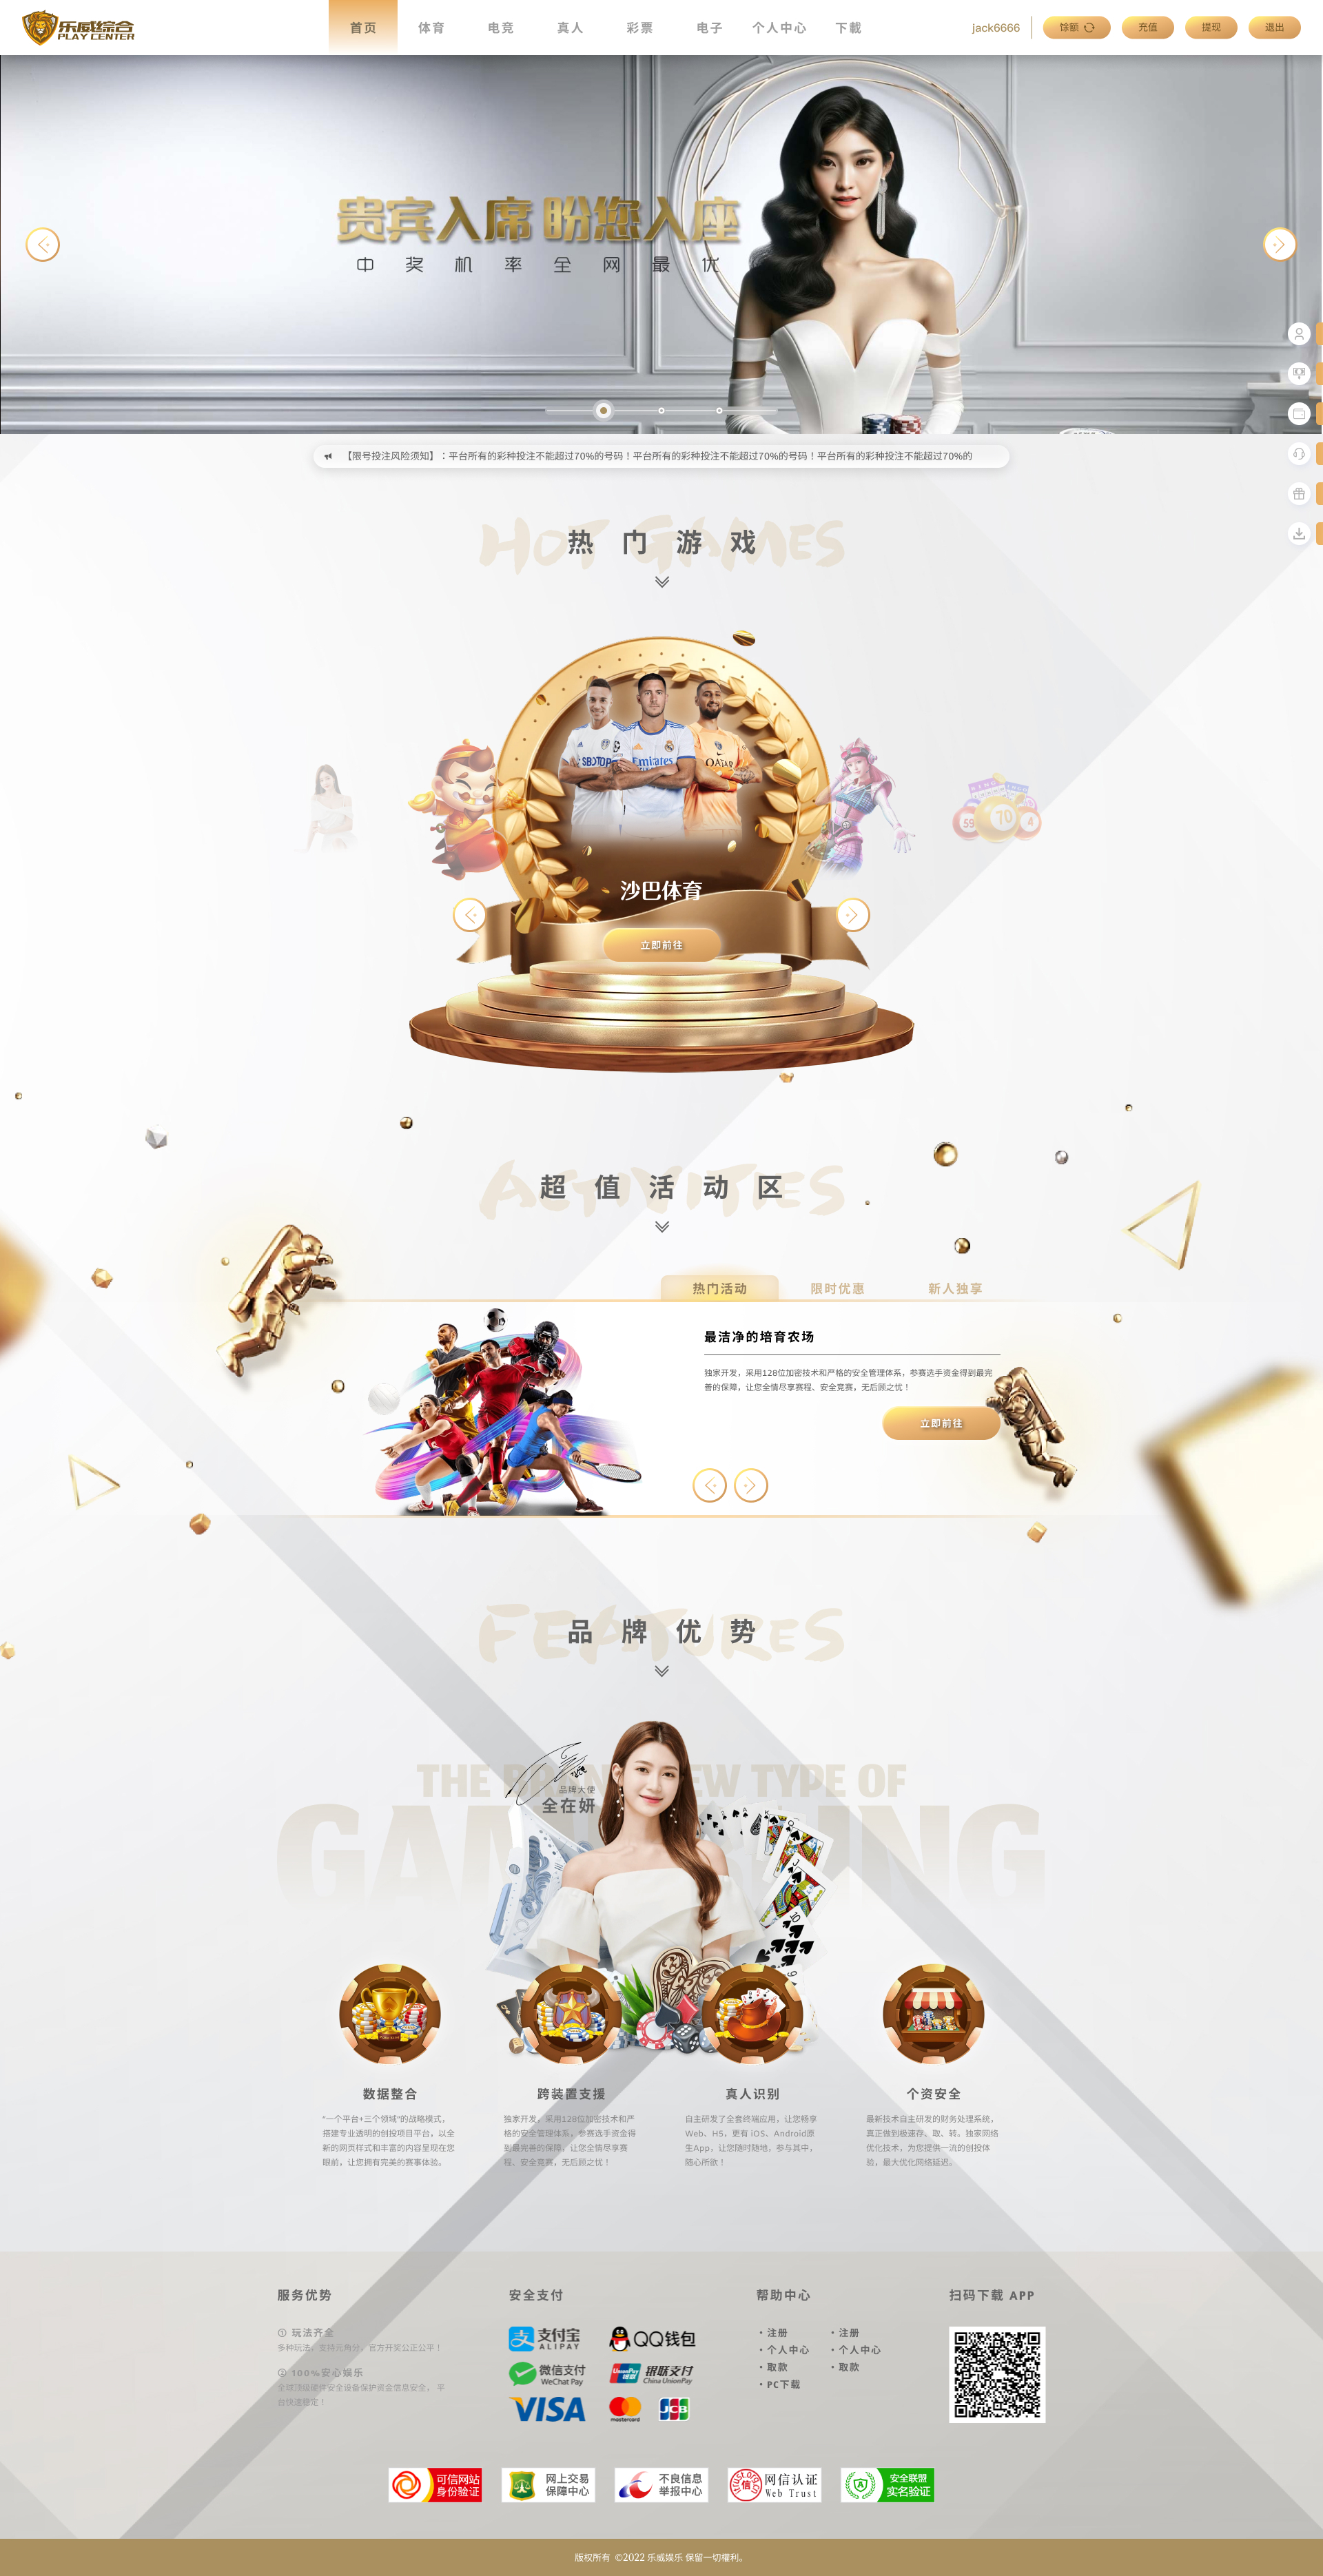 乐威综合
PLAY CENTER
首页 体育 电竞 真人 彩票 电子 个人中心 下載
jack6666 馀额 充值 提现 退出
贵宾入席 盼您入座
中奖机率全网最优
【限号投注风险须知】：平台所有的彩种投注不能超过70%的号码！平台所有的彩种投注不能超过70%的号码！平台所有的彩种投注不能超过70%的
HOT GAMES
热门游戏
SBOTOP
Emirates
QATAR
59 70 4
沙巴体育
立即前往
ACTIVITIES
超值活动区
热门活动 限时优惠 新人独享
最洁净的培育农场
独家开发，采用128位加密技术和严格的安全管理体系，参赛选手资金得到最完
善的保障，让您全情尽享赛程、安全竞赛，无后顾之忧！
立即前往
FEATURES
品牌优势
THE NEW TYPE OF
品牌大使
全在妍
数据整合
"一个平台+三个领域"的战略模式，
搭建专业透明的创投项目平台，以全
新的网页样式和丰富的内容呈现在您
眼前，让您拥有完美的赛事体验。
跨装置支援
独家开发，采用128位加密技术和严
格的安全管理体系，参赛选手资金得
到最完善的保障，让您全情尽享赛
程、安全竞赛，无后顾之忧！
真人识别
自主研发了全套终端应用，让您畅享
Web、H5，更有 iOS、Android原
生App，让您随时随地，参与其中，
随心所欲！
个资安全
最新技术自主研发的财务处理系统，
真正做到极速存、取、转。独家网络
优化技术，为您提供一流的创投体
验，最大优化网络延迟。
服务优势
① 玩法齐全
多种玩法，支持元角分，官方开奖公正公平！
② 100%安心娱乐
全球顶级硬件安全设备保护资金信息安全。 平
台快速稳定！
安全支付
支付宝
ALIPAY
QQ钱包
微信支付
WeChat Pay
UnionPay
银联
银联支付
China UnionPay
VISA
mastercard
JCB
帮助中心
・注册
・个人中心
・取款
・PC下载
・注册
・个人中心
・取款
扫码下载 APP
可信网站
身份验证
网上交易
保障中心
不良信息
举报中心
信
网信认证
Web Trust
安全联盟
实名验证
版权所有 ©2022 乐威娱乐 保留一切權利。